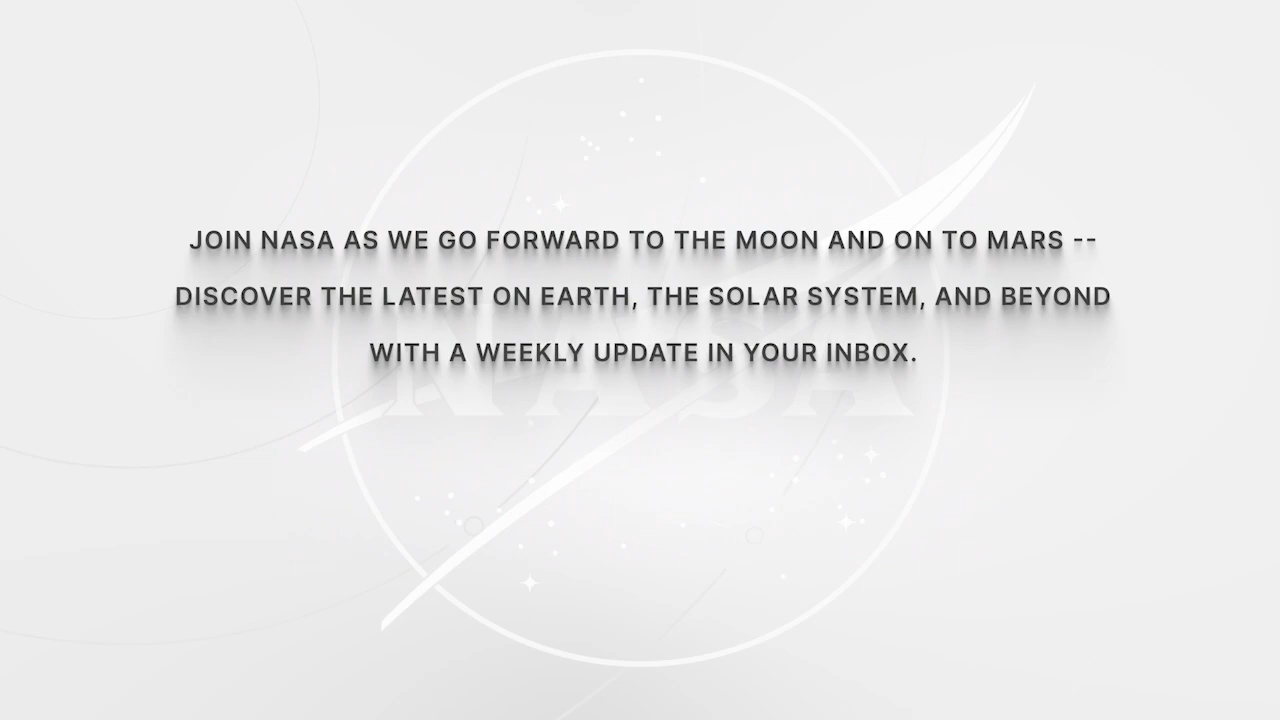 JOIN NASA AS WE GO FORWARD TO THE MOON AND ON TO MARS --
DISCOVER THE LATEST ON EARTH, THE SOLAR SYSTEM, AND BEYOND
WITH A WEEKLY UPDATE IN YOUR INBOX.
NASA